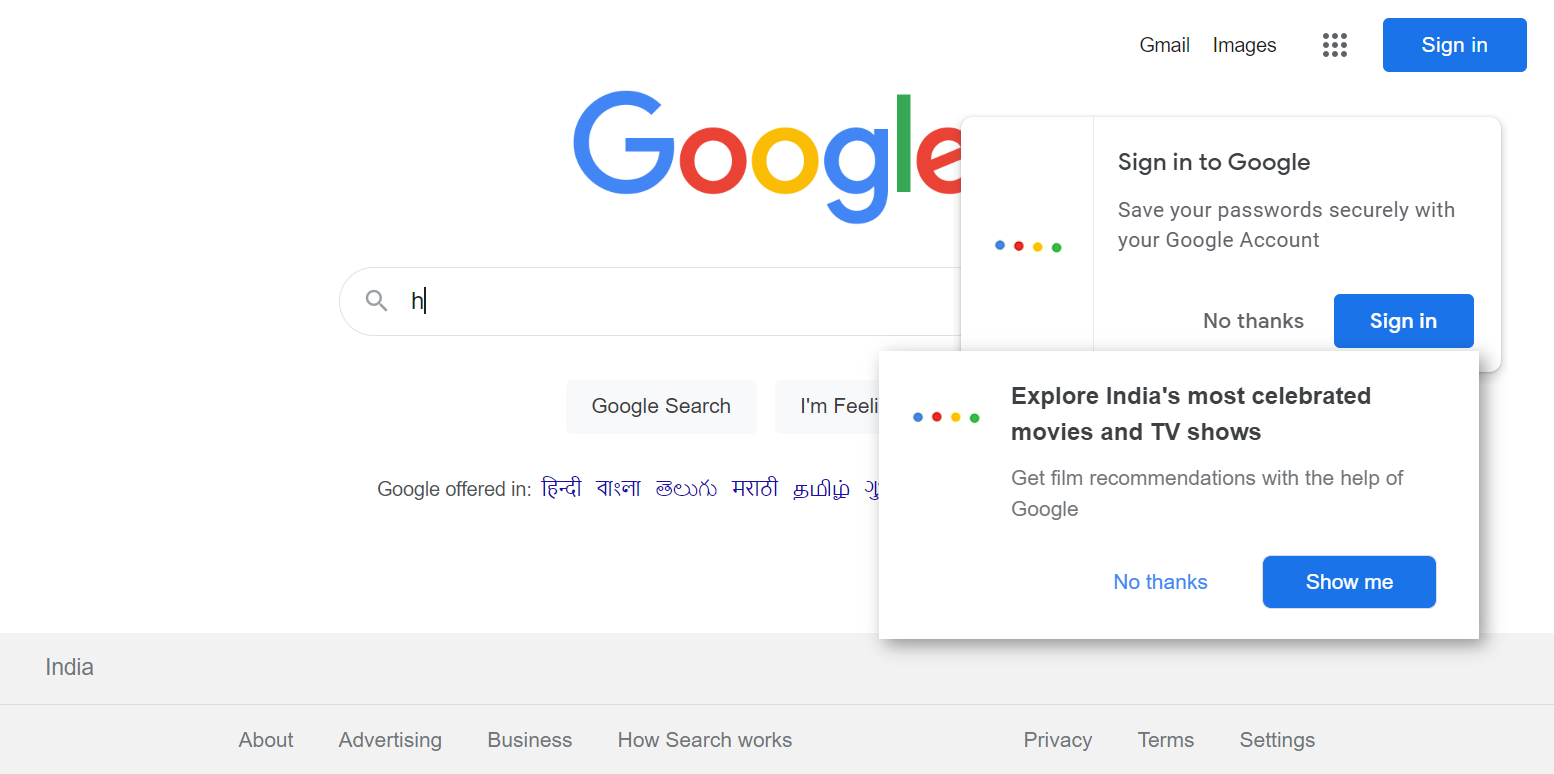 Gmail Images Sign in
Google
Sign in to Google
Save your passwords securely with
your Google Account
No thanks Sign in
h
Google Search I'm Feeli
Explore India's most celebrated
movies and TV shows
Get film recommendations with the help of
Google
No thanks Show me
Google offered in: हिन्दी বাংলা తెలుగు मराठी தமிழ்
India
About Advertising Business How Search works Privacy Terms Settings